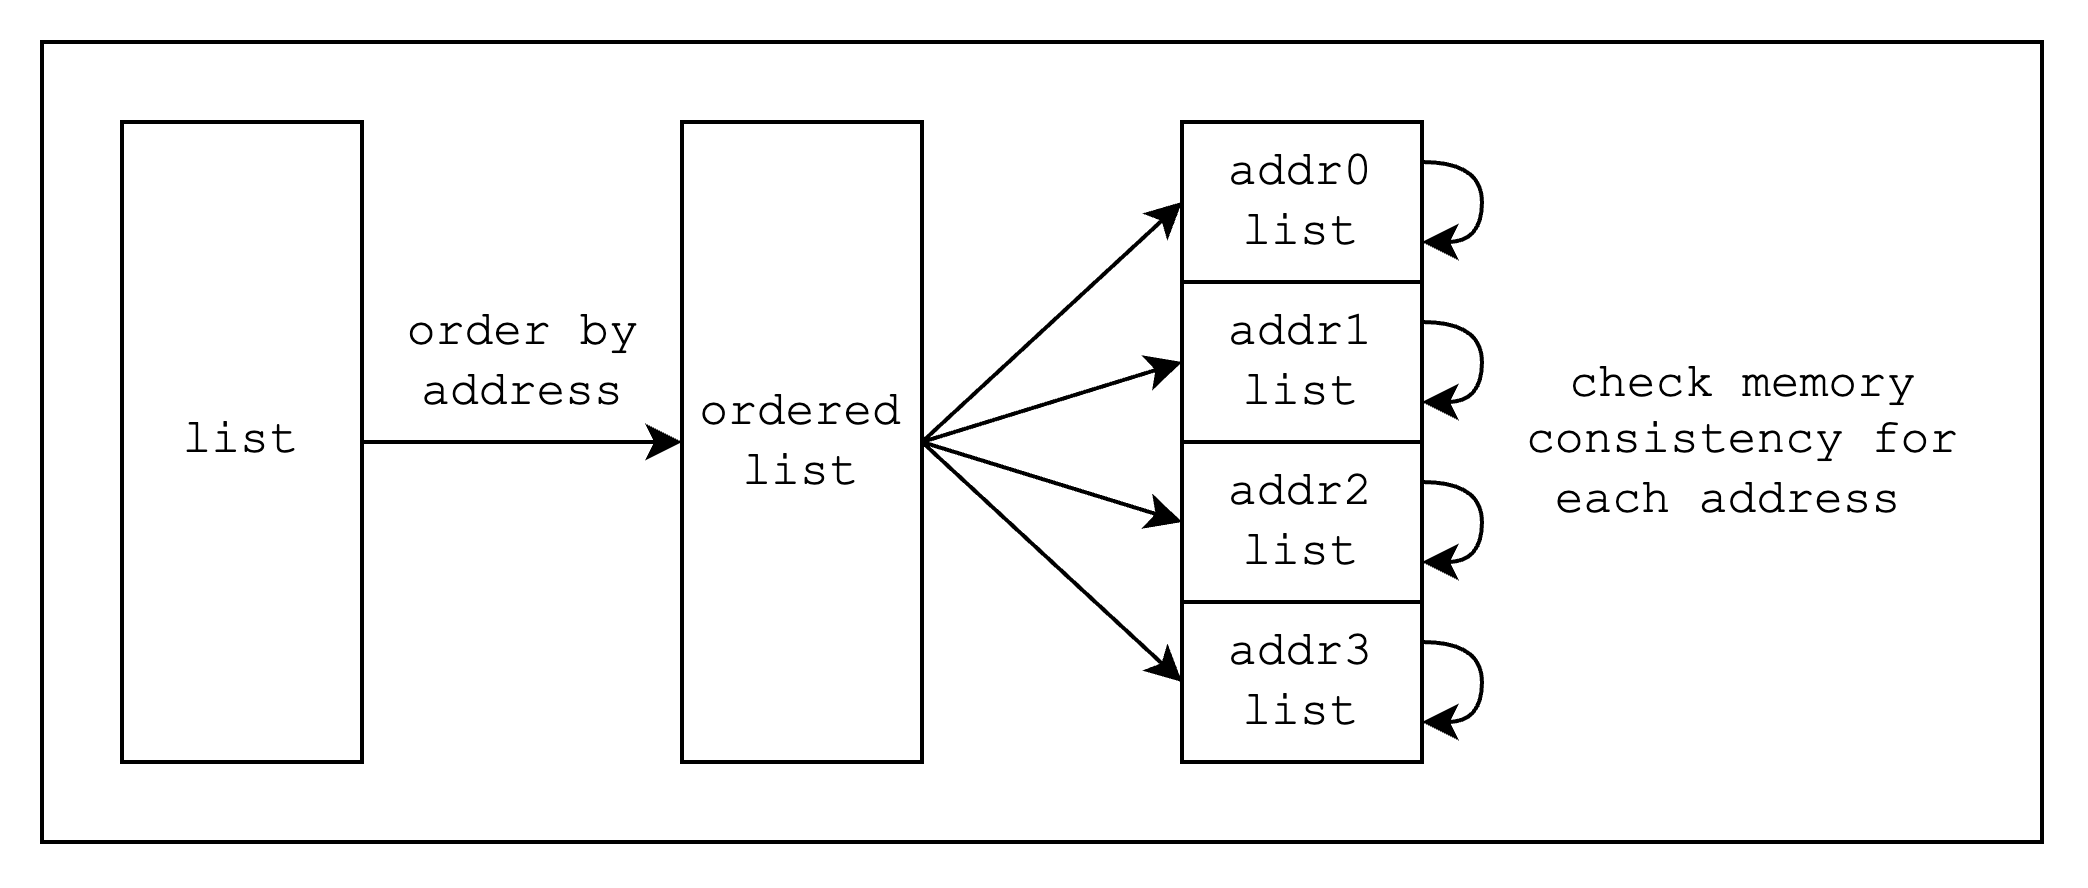 list
order by
address
ordered
list
addr0
list
addr1
list
addr2
list
addr3
list
check memory
consistency for
each address